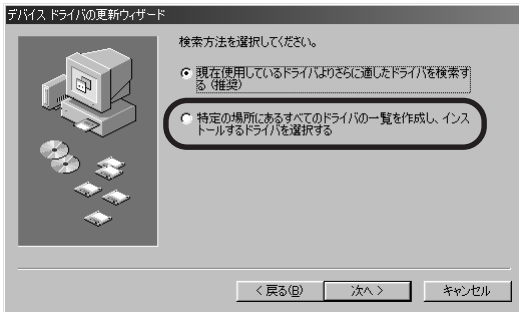 デバイス ドライバの更新ウィザード
検索方法を選択してください。
現在使用しているドライバよりさらに適したドライバを検索す
る (推奨)
特定の場所にあるすべてのドライバの一覧を作成し、インス
トールするドライバを選択する
< 戻る(B) 次へ > キャンセル